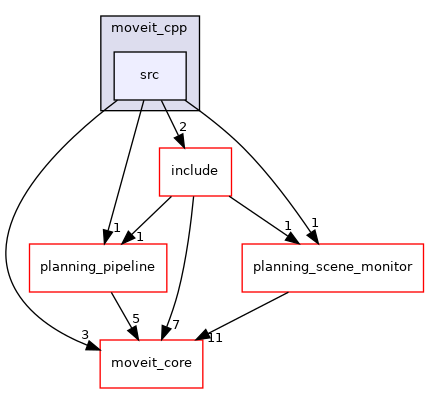 moveit_cpp
src
2
include
1
1
1
1
planning_pipeline
planning_scene_monitor
5
7
3
11
moveit_core